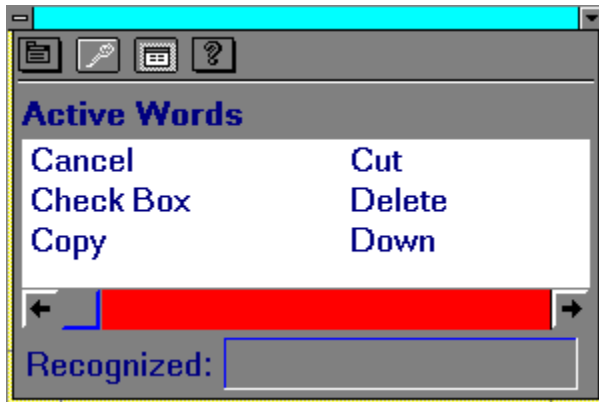 ?
Active Words
Cancel Cut
Check Box Delete
Copy Down
Recognized: